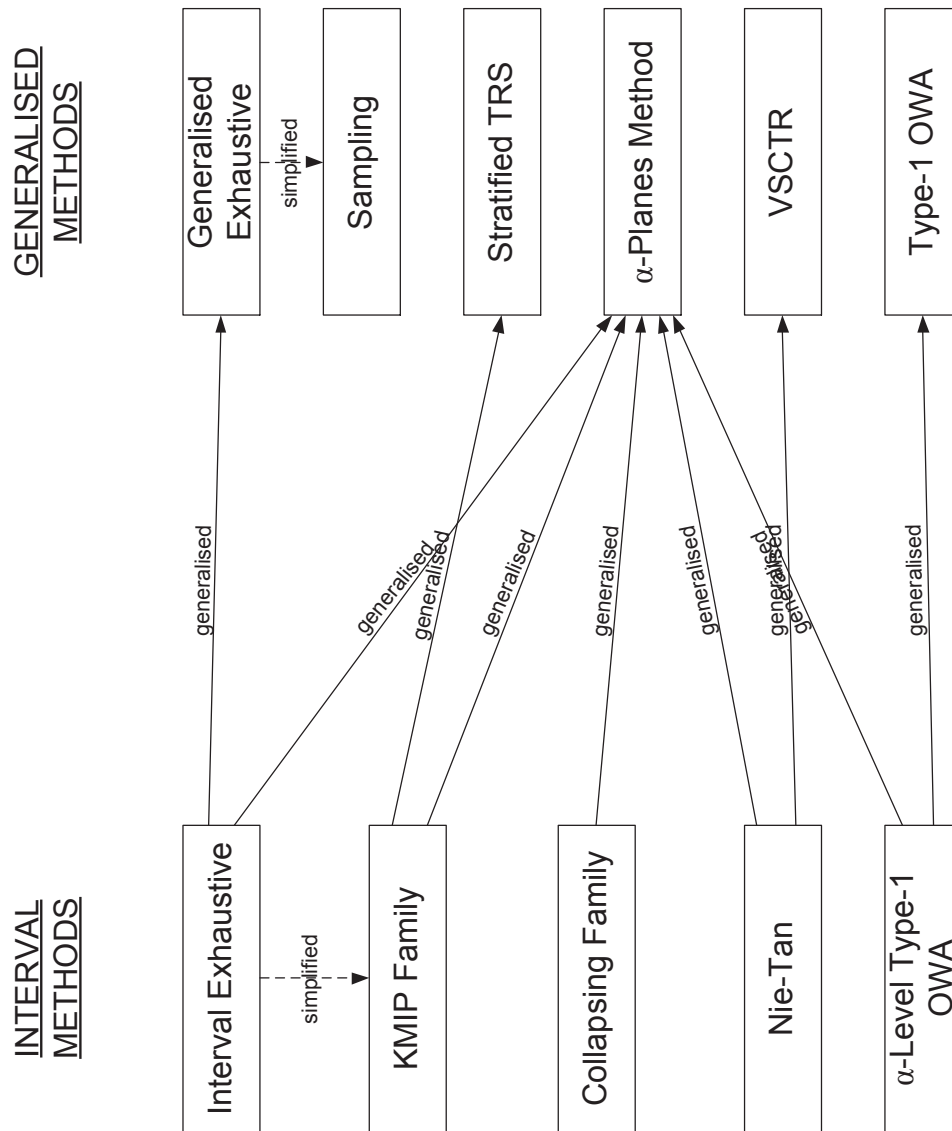 INTERVAL
METHODS
GENERALISED
METHODS
Interval Exhaustive
generalised
Generalised
Exhaustive
simplified
simplified
generalised
Sampling
KMIP Family
generalised
Stratified TRS
generalised
Collapsing Family
generalised
α-Planes Method
generalised
Nie-Tan
generalised
VSCTR
generalised
α-Level Type-1
OWA
generalised
Type-1 OWA